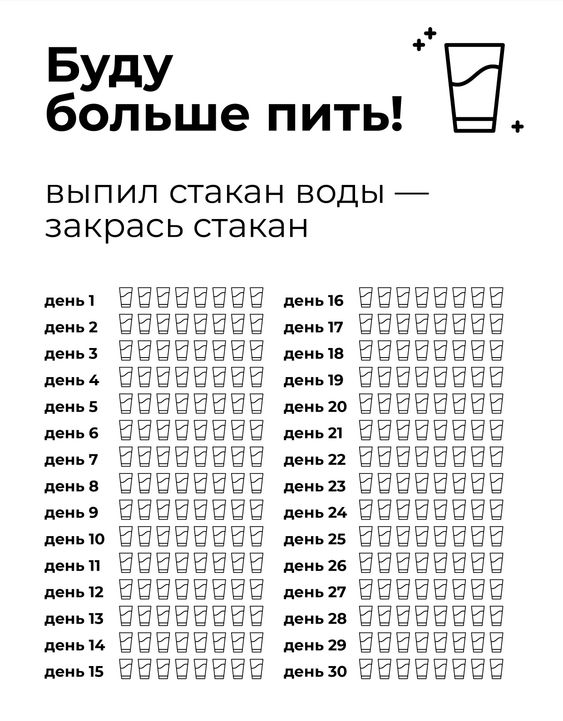 Буду
больше пить!
выпил стакан воды —
закрась стакан
день 1
день 2
день 3
день 4
день 5
день 6
день 7
день 8
день 9
день 10
день 11
день 12
день 13
день 14
день 15
день 16
день 17
день 18
день 19
день 20
день 21
день 22
день 23
день 24
день 25
день 26
день 27
день 28
день 29
день 30